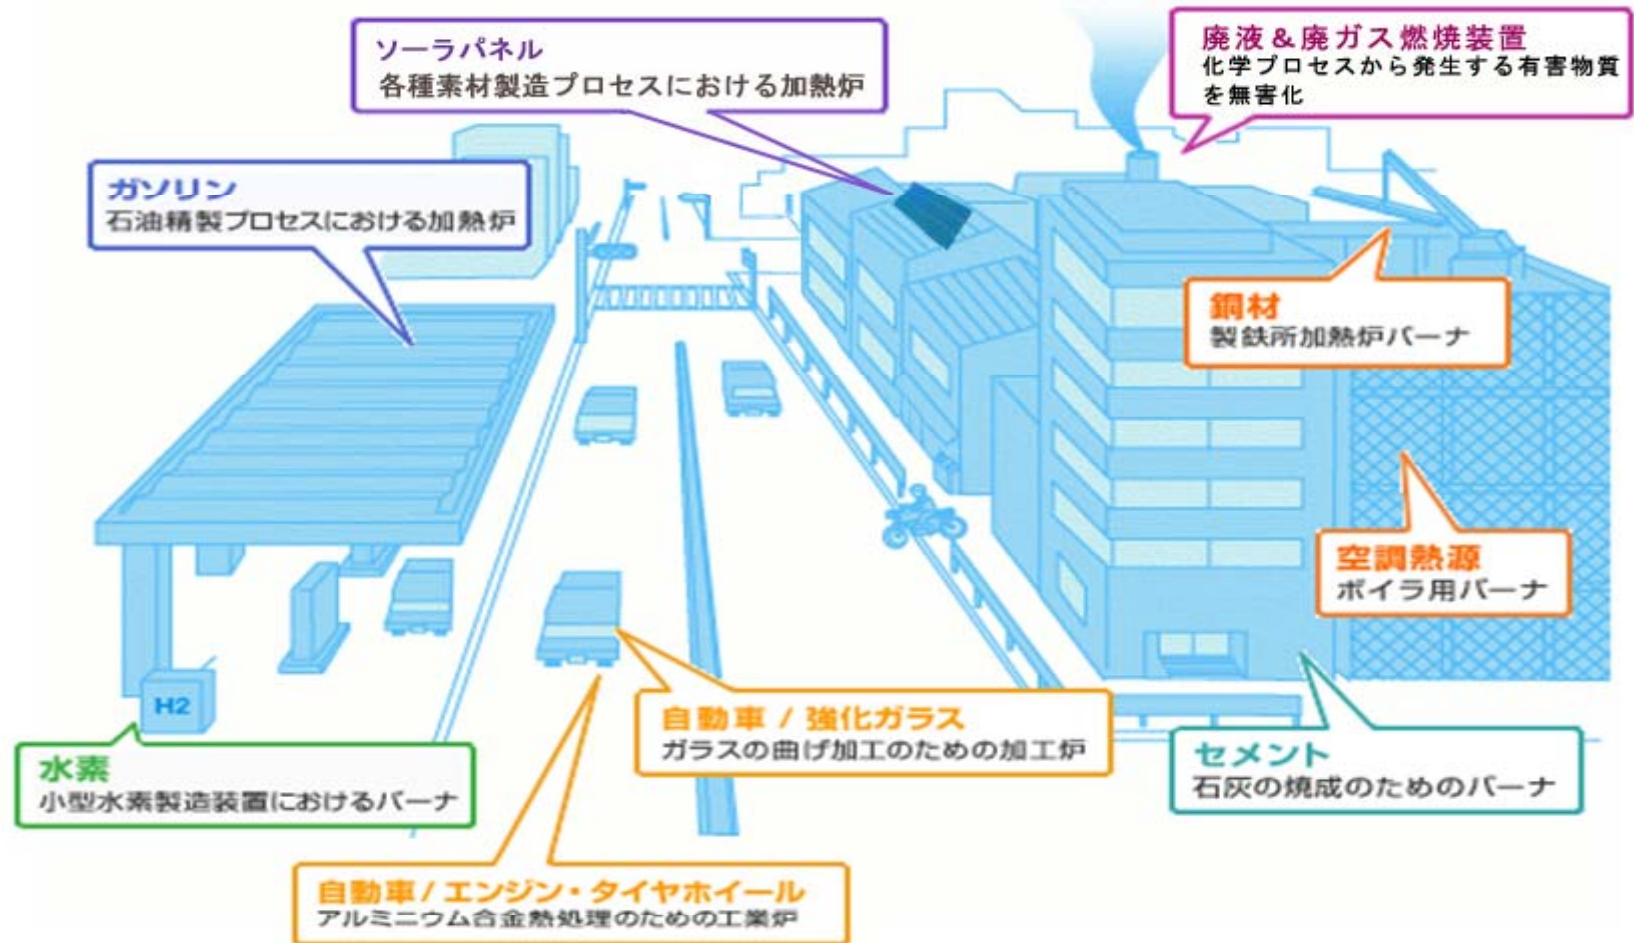 ソーラパネル
各種素材製造プロセスにおける加熱炉
廃液&廃ガス燃焼装置
化学プロセスから発生する有害物質
を無害化
ガソリン
石油精製プロセスにおける加熱炉
鋼材
製鉄所加熱炉バーナ
空調熱源
ボイラ用バーナ
H2
水素
小型水素製造装置におけるバーナ
自動車 / 強化ガラス
ガラスの曲げ加工のための加工炉
セメント
石灰の焼成のためのバーナ
自動車 / エンジン・タイヤホイール
アルミニウム合金熱処理のための工業炉